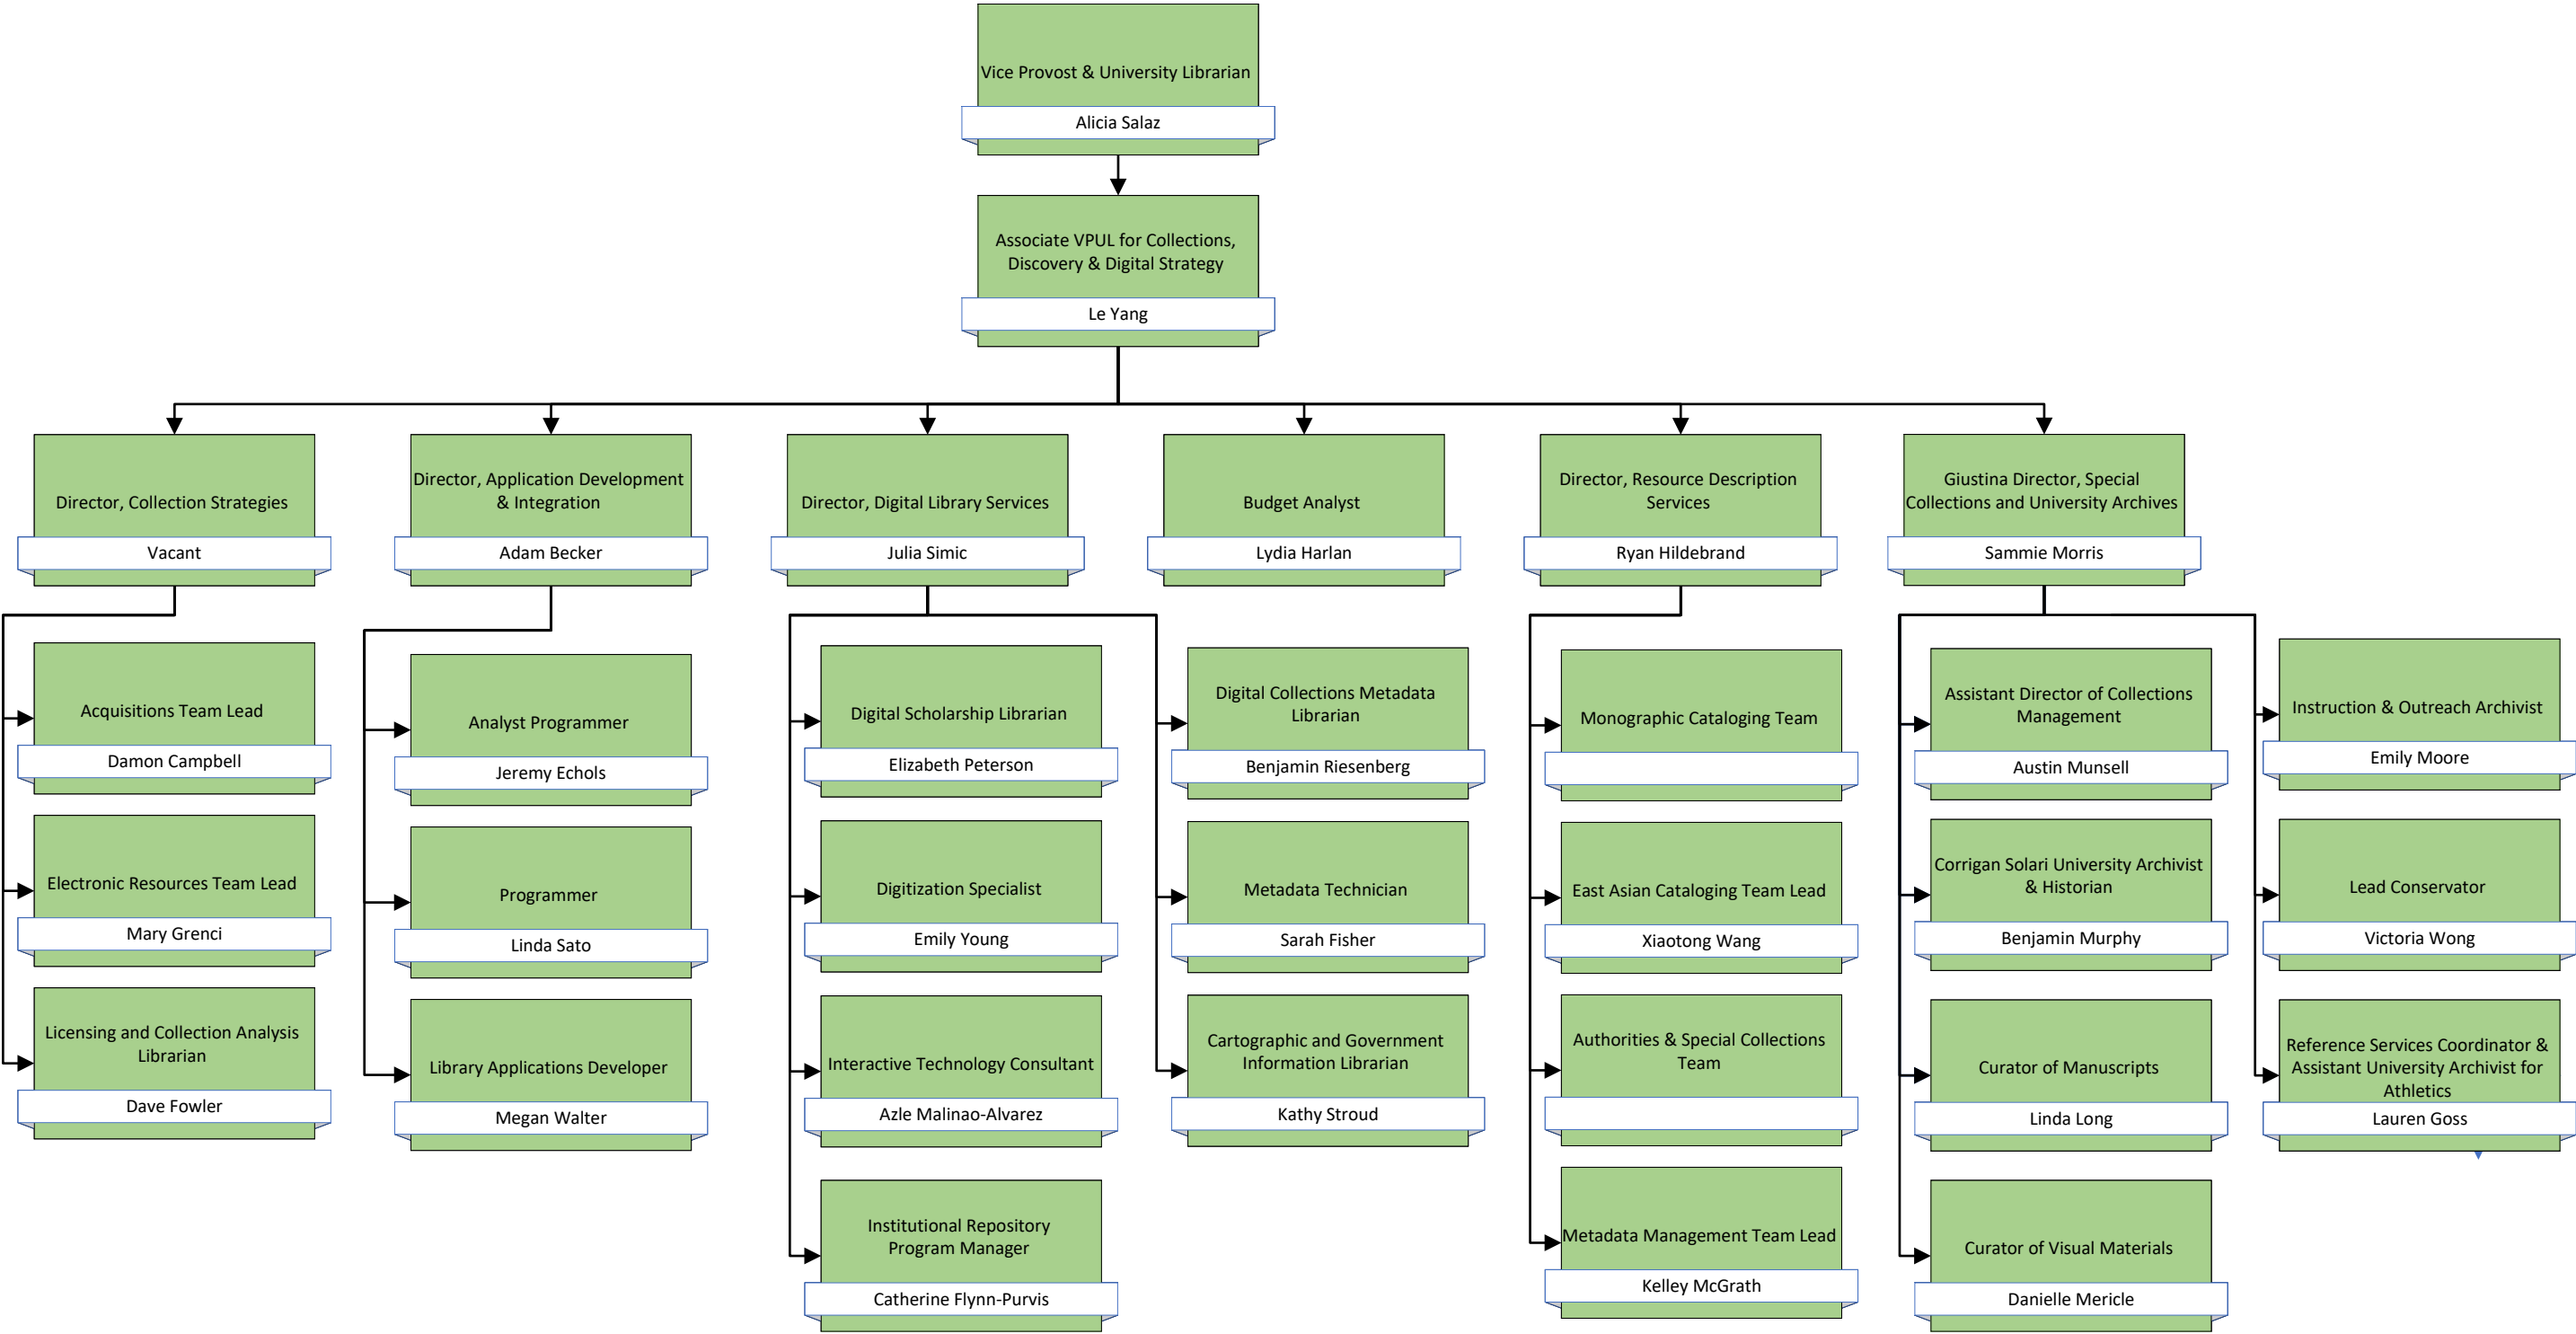 Vice Provost & University Librarian
Alicia Salaz
Associate VPUL for Collections,
Discovery & Digital Strategy
Le Yang
Director, Collection Strategies
Vacant
Director, Application Development
& Integration
Adam Becker
Director, Digital Library Services
Julia Simic
Budget Analyst
Lydia Harlan
Director, Resource Description
Services
Ryan Hildebrand
Giustina Director, Special
Collections and University Archives
Sammie Morris
Acquisitions Team Lead
Damon Campbell
Electronic Resources Team Lead
Mary Grenci
Licensing and Collection Analysis
Librarian
Dave Fowler
Analyst Programmer
Jeremy Echols
Programmer
Linda Sato
Library Applications Developer
Megan Walter
Digital Scholarship Librarian
Elizabeth Peterson
Digitization Specialist
Emily Young
Interactive Technology Consultant
Azle Malinao-Alvarez
Institutional Repository
Program Manager
Catherine Flynn-Purvis
Digital Collections Metadata
Librarian
Benjamin Riesenberg
Metadata Technician
Sarah Fisher
Cartographic and Government
Information Librarian
Kathy Stroud
Monographic Cataloging Team
East Asian Cataloging Team Lead
Xiaotong Wang
Authorities & Special Collections
Team
Metadata Management Team Lead
Kelley McGrath
Assistant Director of Collections
Management
Austin Munsell
Corrigan Solari University Archivist
& Historian
Benjamin Murphy
Curator of Manuscripts
Linda Long
Curator of Visual Materials
Danielle Mericle
Instruction & Outreach Archivist
Emily Moore
Lead Conservator
Victoria Wong
Reference Services Coordinator &
Assistant University Archivist for
Athletics
Lauren Goss